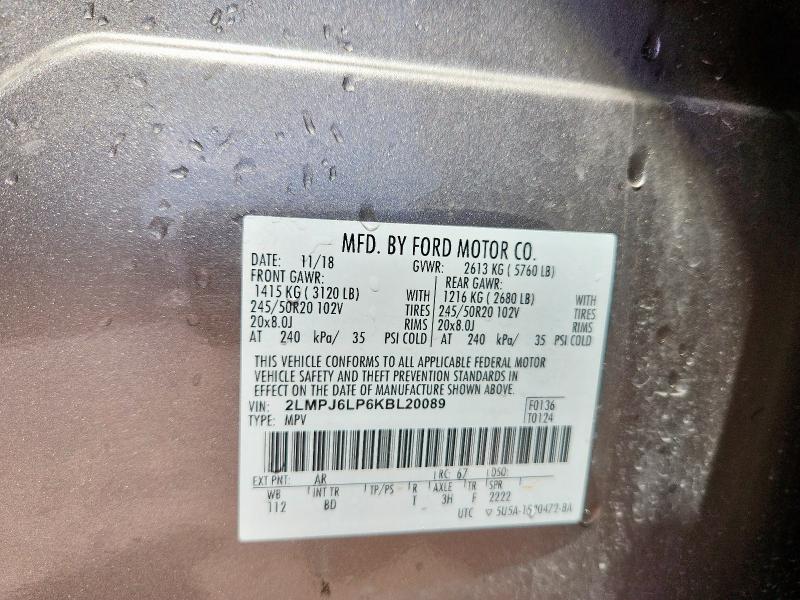 MFD. BY FORD MOTOR CO.
DATE: 11/18 GVWR: 2613 KG ( 5760 LB)
FRONT GAWR: REAR GAWR:
1415 KG ( 3120 LB) WITH 1216 KG ( 2680 LB) WITH
245/50R20 102V TIRES 245/50R20 102V TIRES
20x8.0J RIMS 20x8.0J RIMS
AT 240 kPa/ 35 PSI COLD AT 240 kPa/ 35 PSI COLD
THIS VEHICLE CONFORMS TO ALL APPLICABLE FEDERAL MOTOR
VEHICLE SAFETY AND THEFT PREVENTION STANDARDS IN
EFFECT ON THE DATE OF MANUFACTURE SHOWN ABOVE.
VIN: 2LMPJ6LP6KBL20089 F0136
TYPE: MPV T0124
EXT PNT: AR RC: 67 DSO:
WB INT TR TP/PS R AXLE TR SPR
112 BD T 3H F 2222
UTC